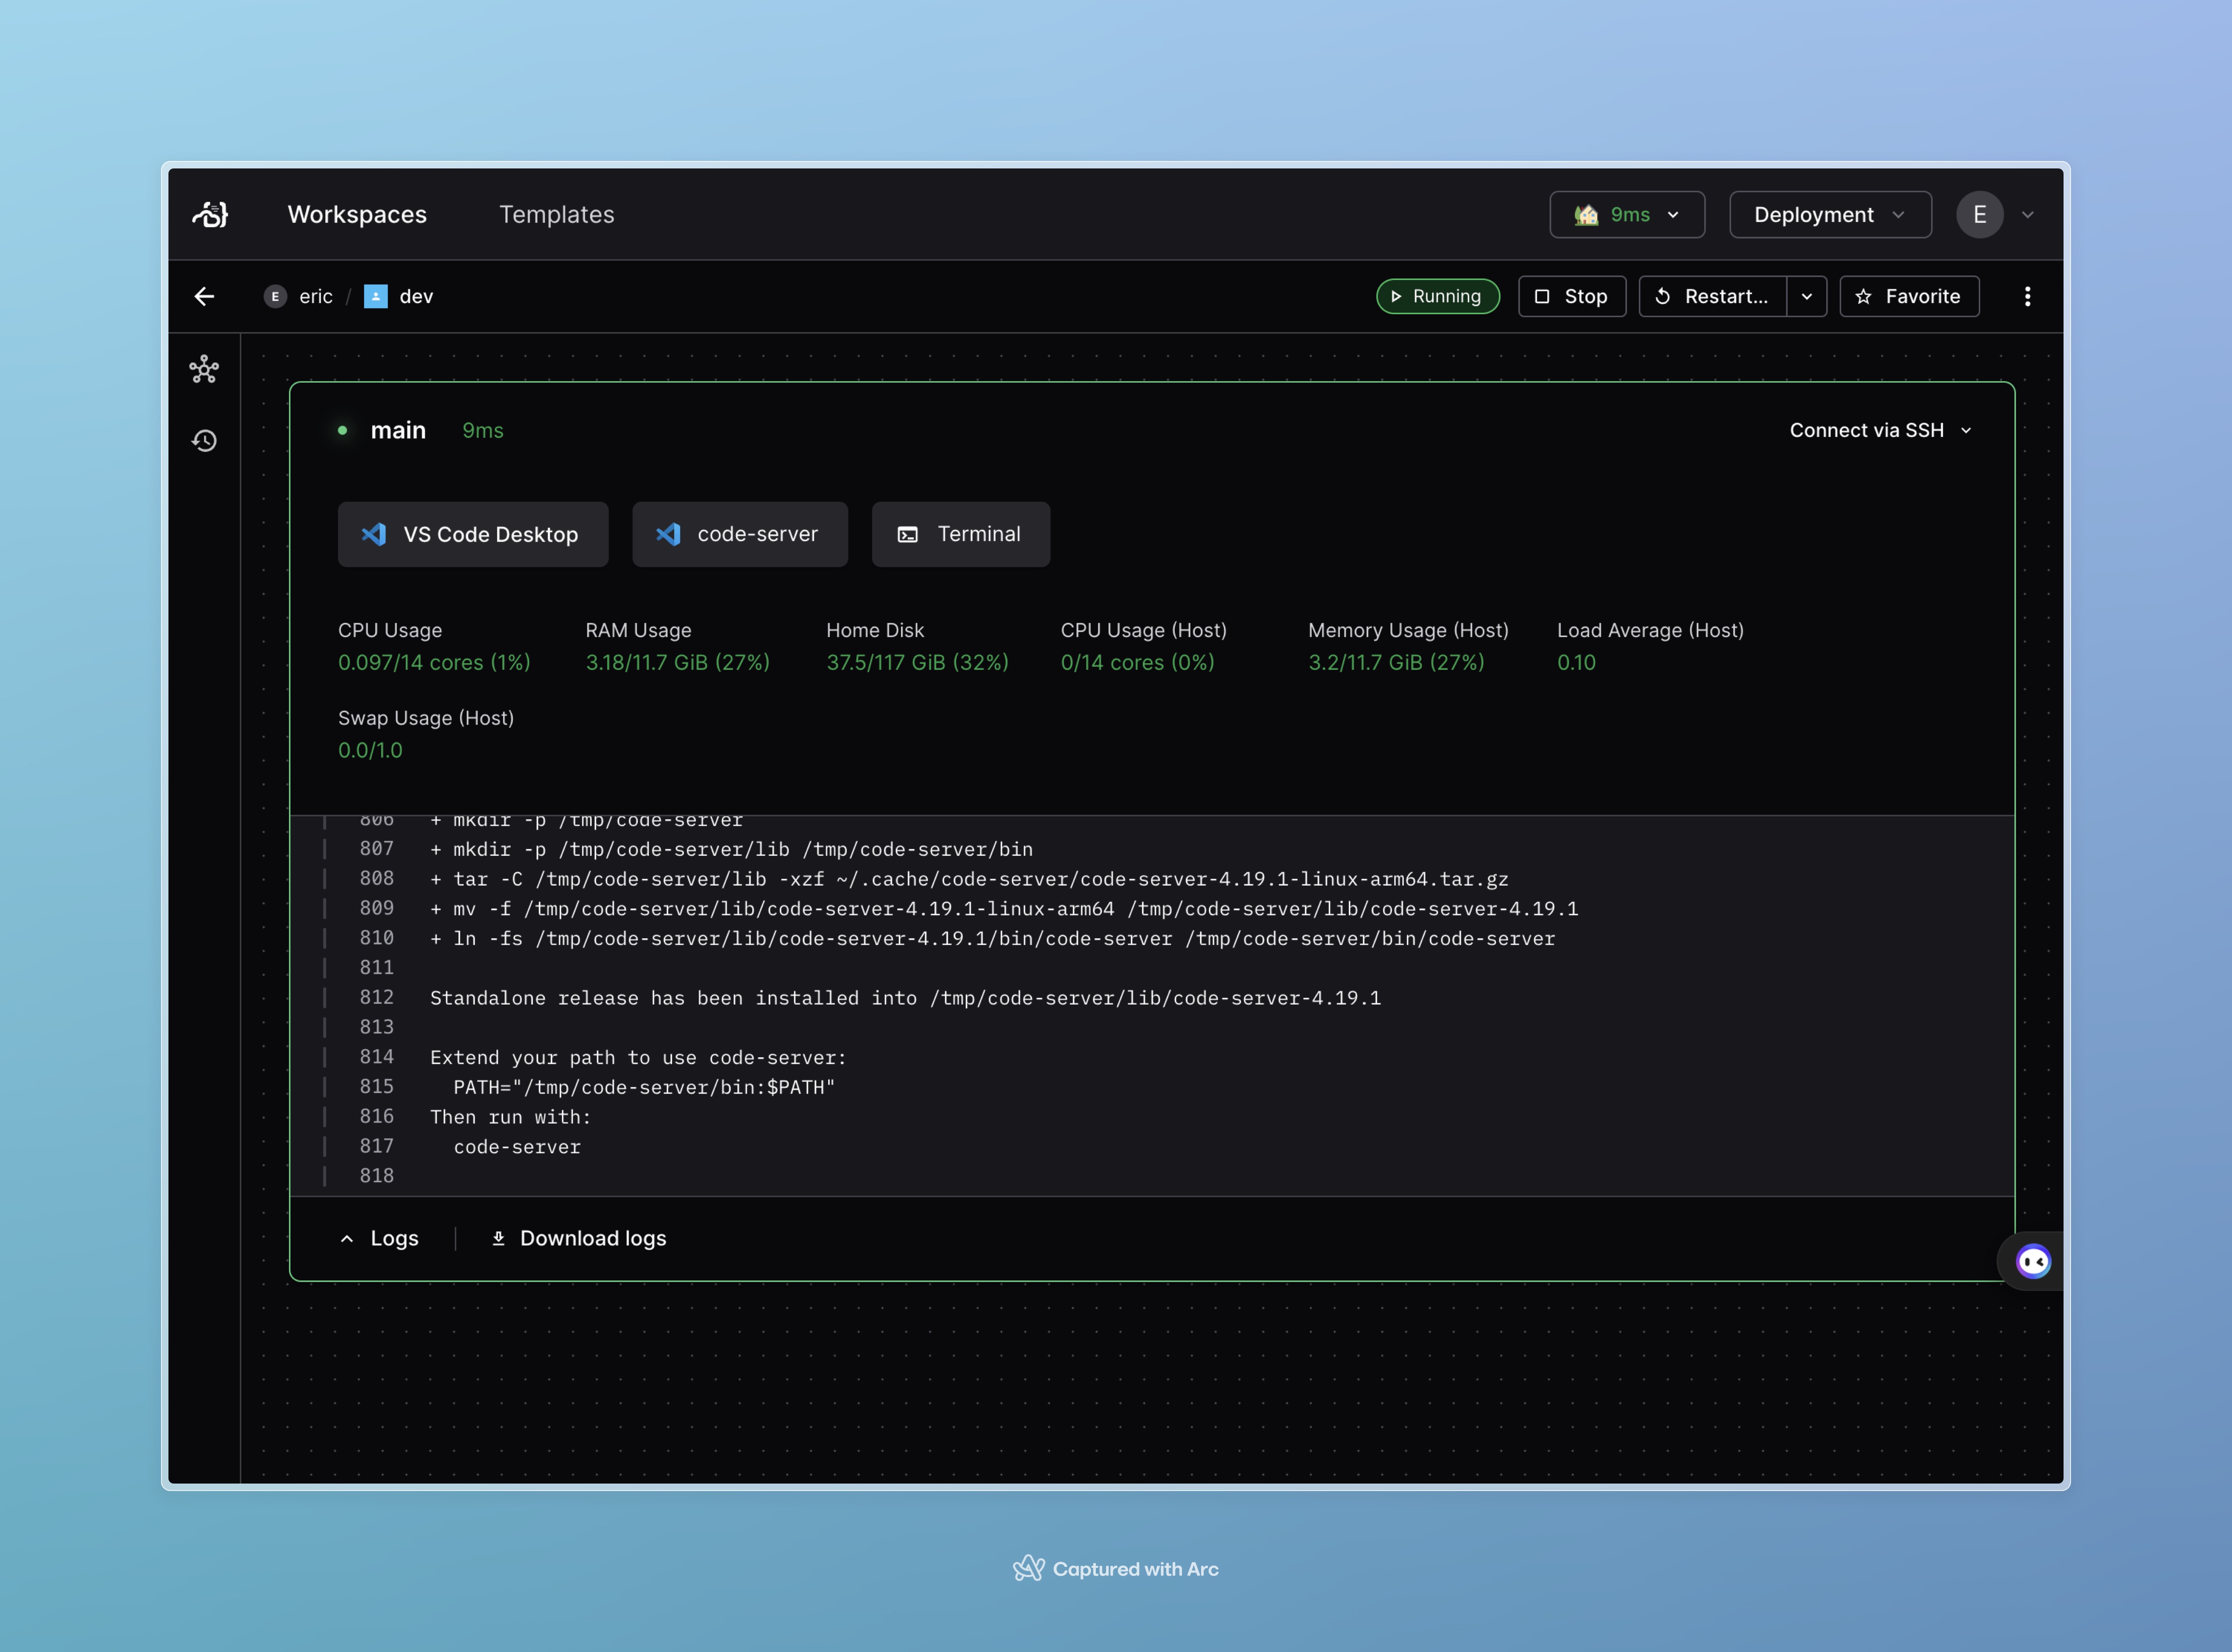 Workspaces Templates 9ms Deployment E
E eric / dev Running Stop Restart... Favorite
main 9ms Connect via SSH
VS Code Desktop code-server Terminal
CPU Usage RAM Usage Home Disk CPU Usage (Host) Memory Usage (Host) Load Average (Host)
0.097/14 cores (1%) 3.18/11.7 GiB (27%) 37.5/117 GiB (32%) 0/14 cores (0%) 3.2/11.7 GiB (27%) 0.10
Swap Usage (Host)
0.0/1.0
806 + mkdir -p /tmp/code-server
807 + mkdir -p /tmp/code-server/lib /tmp/code-server/bin
808 + tar -C /tmp/code-server/lib -xzf ~/.cache/code-server/code-server-4.19.1-linux-arm64.tar.gz
809 + mv -f /tmp/code-server/lib/code-server-4.19.1-linux-arm64 /tmp/code-server/lib/code-server-4.19.1
810 + ln -fs /tmp/code-server/lib/code-server-4.19.1/bin/code-server /tmp/code-server/bin/code-server
811
812 Standalone release has been installed into /tmp/code-server/lib/code-server-4.19.1
813
814 Extend your path to use code-server:
815 PATH="/tmp/code-server/bin:$PATH"
816 Then run with:
817 code-server
818
Logs Download logs
Captured with Arc